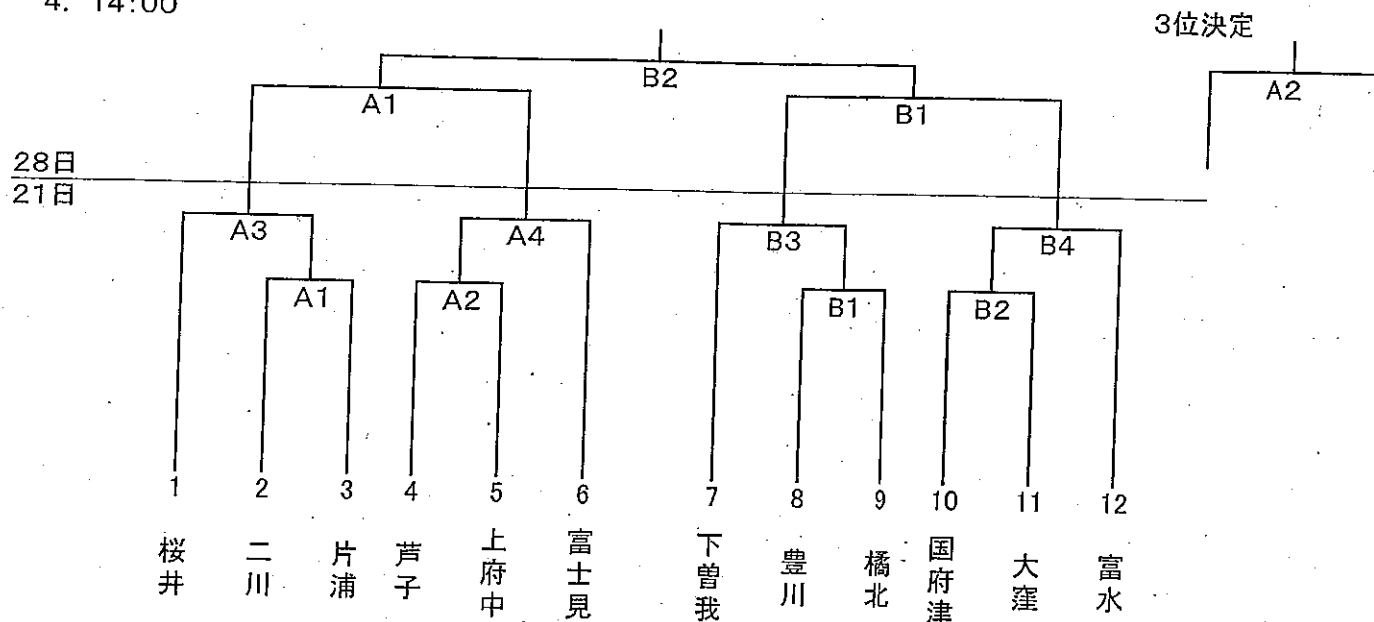 4. 14:00
3位決定
B2
A2
A1
B1
28日
21日
A3
A4
B3
B4
A1
A2
B1
B2
1 2 3 4 5 6 7 8 9 10 11 12
桜井 二川 片浦 芦子 上府中 富士見 下曽我 豊川 橘北 国府津 大窪 富水